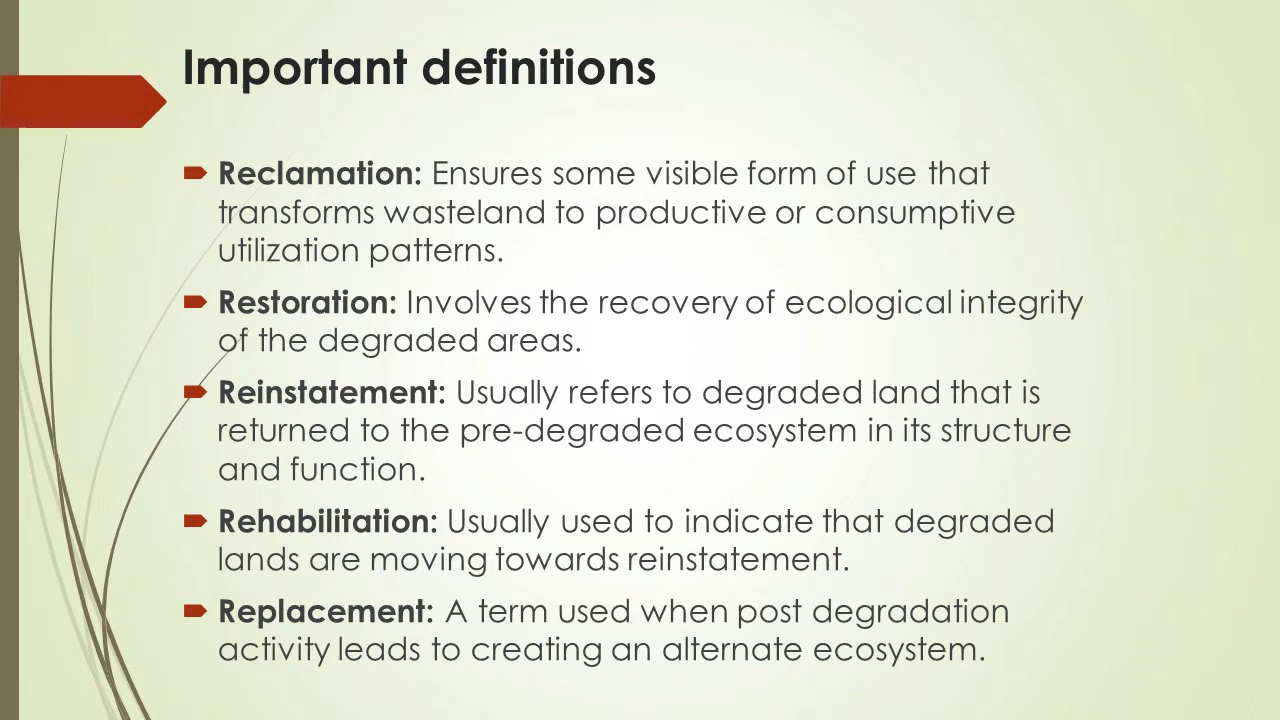 Important definitions
Reclamation: Ensures some visible form of use that
transforms wasteland to productive or consumptive
utilization patterns.
Restoration: Involves the recovery of ecological integrity
of the degraded areas.
Reinstatement: Usually refers to degraded land that is
returned to the pre-degraded ecosystem in its structure
and function.
Rehabilitation: Usually used to indicate that degraded
lands are moving towards reinstatement.
Replacement: A term used when post degradation
activity leads to creating an alternate ecosystem.